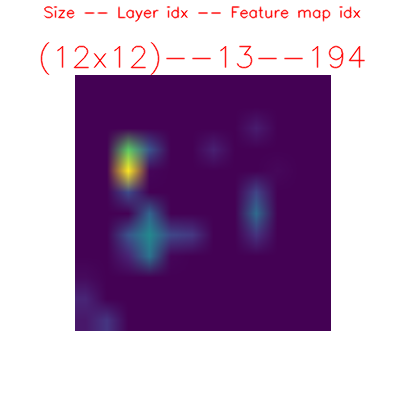 Size -- Layer idx -- Feature map idx
(12x12)--13--194